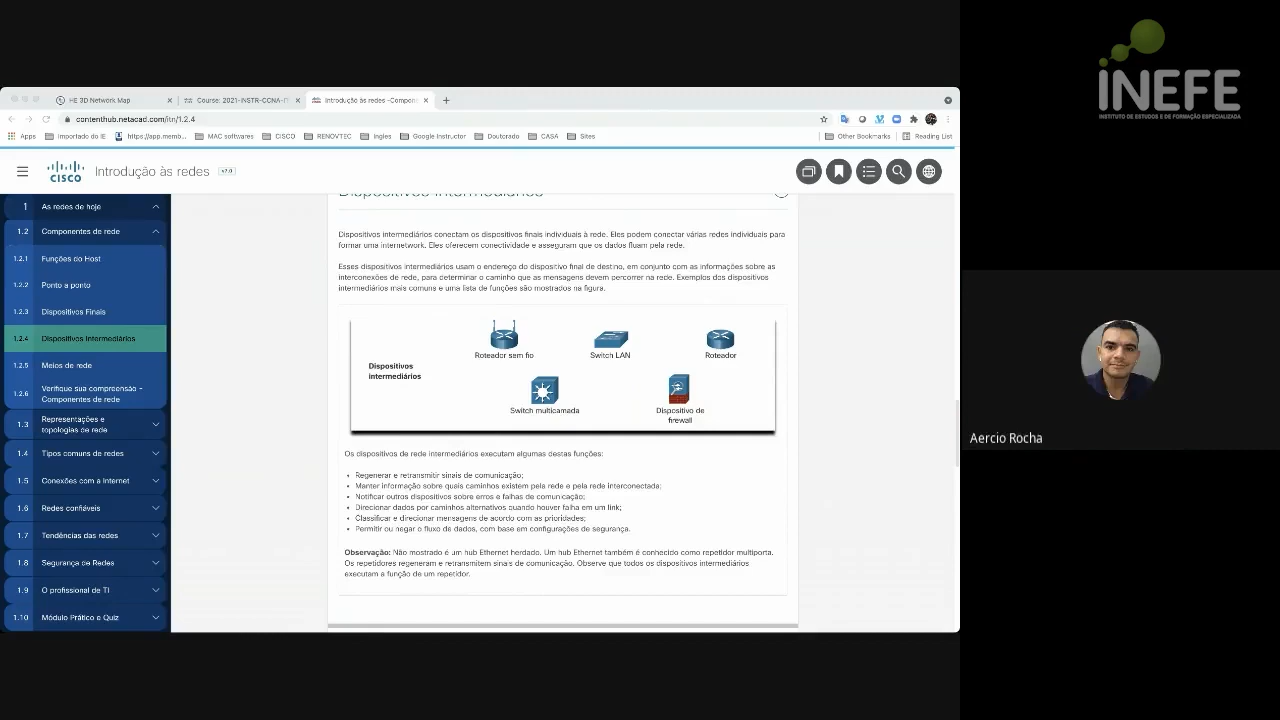 iNEFE
INSTITUTO DE ESTUDOS E DE FORMAÇÃO ESPECIALIZADA
HE 3D Network Map
Course: 2021-INSTR-CCNA-
Introdução às redes -Compon
contenthub.netacad.com/itn/1.2.4
Apps
Importado do IE
https://app.memb...
MAC softwares
CISCO
RENOVTEC
ingles
Google Instructor
Doutorado
CASA
Sites
Other Bookmarks
Reading List
CISCO
Introdução às redes
v7.0
1 As redes de hoje
1.2 Componentes de rede
1.2.1 Funções do Host
1.2.2 Ponto a ponto
1.2.3 Dispositivos Finais
1.2.4 Dispositivos Intermediários
1.2.5 Meios de rede
1.2.6 Verifique sua compreensão -
Componentes de rede
1.3 Representações e
topologias de rede
1.4 Tipos comuns de redes
1.5 Conexões com a Internet
1.6 Redes confiáveis
1.7 Tendências das redes
1.8 Segurança de Redes
1.9 O profissional de TI
1.10 Módulo Prático e Quiz
Dispositivos intermediários conectam os dispositivos finais individuais à rede. Eles podem conectar várias redes individuais para
formar uma internetwork. Eles oferecem conectividade e asseguram que os dados fluam pela rede.
Esses dispositivos intermediários usam o endereço do dispositivo final de destino, em conjunto com as informações sobre as
interconexões de rede, para determinar o caminho que as mensagens devem percorrer na rede. Exemplos dos dispositivos
intermediários mais comuns e uma lista de funções são mostrados na figura.
Dispositivos
intermediários
Roteador sem fio
Switch LAN
Roteador
Switch multicamada
Dispositivo de
firewall
Os dispositivos de rede intermediários executam algumas destas funções:
• Regenerar e retransmitir sinais de comunicação;
• Manter informação sobre quais caminhos existem pela rede e pela rede interconectada;
• Notificar outros dispositivos sobre erros e falhas de comunicação;
• Direcionar dados por caminhos alternativos quando houver falha em um link;
• Classificar e direcionar mensagens de acordo com as prioridades;
• Permitir ou negar o fluxo de dados, com base em configurações de segurança.
Observação: Não mostrado é um hub Ethernet herdado. Um hub Ethernet também é conhecido como repetidor multiporta.
Os repetidores regeneram e retransmitem sinais de comunicação. Observe que todos os dispositivos intermediários
executam a função de um repetidor.
Aercio Rocha